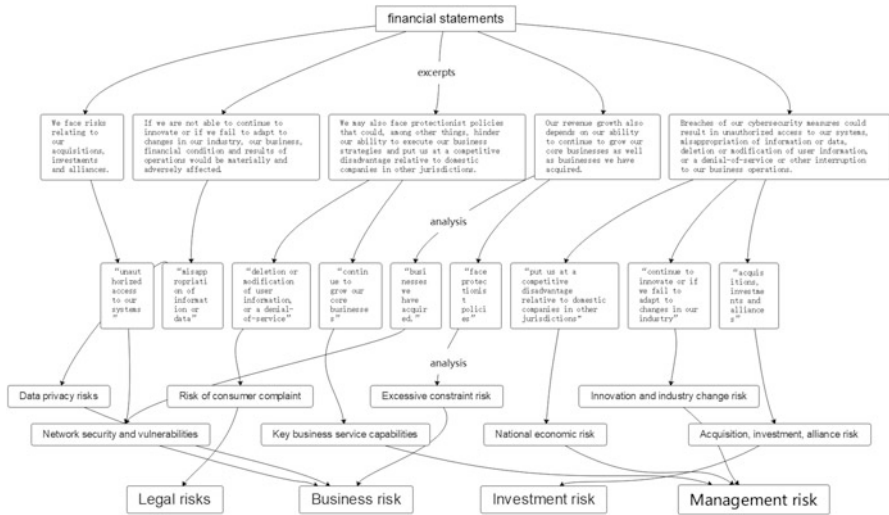 financial statements
excerpts
We face risks
relating to
our
acquisitions,
investments
and
alliances.
If we are not able to continue to
innovate or if we fail to adapt to
changes in our industry, our business,
financial condition and results of
operations would be materially and
adversely affected.
We may also face protectionist policies
that could, among other things, hinder
our ability to execute our business
strategies and put us at a competitive
disadvantage relative to domestic
companies in other jurisdictions.
Our revenue growth also
depends on our ability
to continue to grow our
core businesses as well
as businesses we have
acquired.
Breaches of our cybersecurity measures could
result in unauthorized access to our systems,
misappropriation of information or data,
deletion or modification of user information,
or a denial-of-service or other interruption
to our business operations.
analysis
“unaut
horized
access
to our
systems
”
“misap
propriati
on of
informat
ion or
data”
“deletion or
modification
of user
information,
or a denial-
of-service”
“contin
ue to
grow our
core
businesse
s”
“busi
nesses
we
have
acquir
ed.”
“face
protec
tionis
t
polici
es”
“put us at a
competitive
disadvantage
relative to domestic
companies in other
jurisdictions”
“continue to
innovate or if
we fail to
adapt to
changes in our
industry”
“acquis
itions,
investme
nts and
alliance
s”
analysis
Data privacy risks
Risk of consumer complaint
Excessive constraint risk
Innovation and industry change risk
Network security and vulnerabilities
Key business service capabilities
National economic risk
Acquisition, investment, alliance risk
Legal risks
Business risk
Investment risk
Management risk